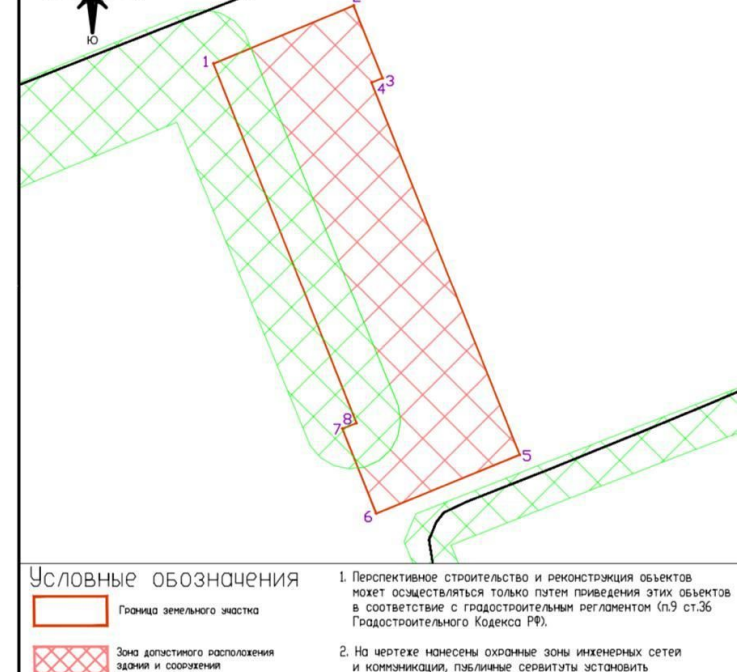 Ю
2
1
3
4
8
7
5
6
Условные обозначения
Граница земельного участка
Зона допустимого расположения
зданий и сооружений
1. Перспективное строительство и реконструкция объектов
может осуществляться только путем приведения этих объектов
в соответствие с градостроительным регламентом (п.9 ст.36
Градостроительного Кодекса РФ).
2. На чертеже нанесены охранные зоны инженерных сетей
и коммуникаций, публичные сервитуты установить